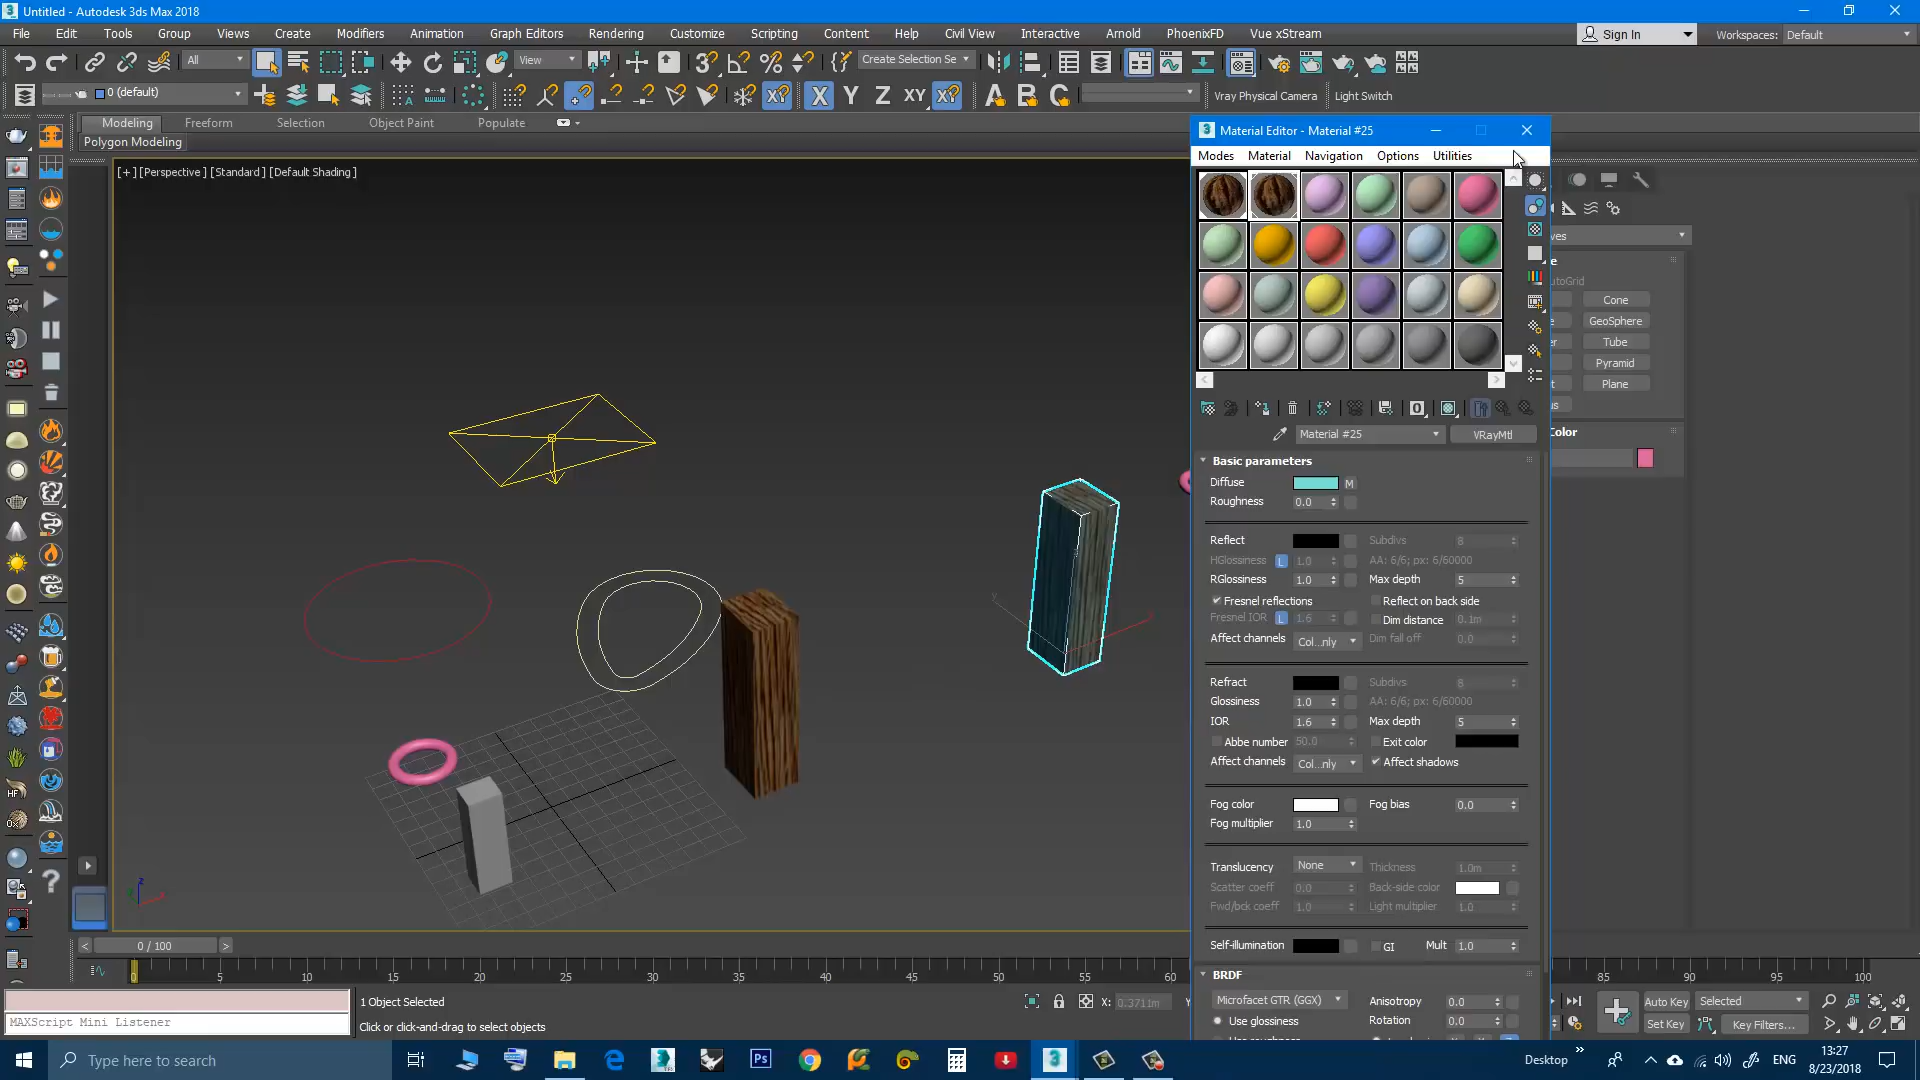 Untitled - Autodesk 3ds Max 2018
File Edit Tools Group Views Create Modifiers Animation Graph Editors Rendering Customize Scripting Content Help Civil View Interactive Arnold PhoenixFD Vue xStream Sign In Workspaces: Default
All View Create Selection Se
0 (default) X Y Z XY XY Vray Physical Camera Light Switch
Modeling Freeform Selection Object Paint Populate
Polygon Modeling
[+] [Perspective ] [Standard ] [Default Shading ]
Material Editor - Material #25
Modes Material Navigation Options Utilities
ves
utoGrid
Cone
GeoSphere
Tube
Pyramid
Plane
Color
Material #25 VRayMtl
Basic parameters
Diffuse M
Roughness 0.0
Reflect Subdivs 8
HGlossiness L 1.0 AA: 6/6; px: 6/60000
RGlossiness 1.0 Max depth 5
Fresnel reflections Reflect on back side
Fresnel IOR L 1.6 Dim distance 0.1m
Affect channels Col...nly Dim fall off 0.0
Refract Subdivs 8
Glossiness 1.0 AA: 6/6; px: 6/60000
IOR 1.6 Max depth 5
Abbe number 50.0 Exit color
Affect channels Col...nly Affect shadows
Fog color Fog bias 0.0
Fog multiplier 1.0
Translucency None Thickness 1.0m
Scatter coeff 0.0 Back-side color
Fwd/bck coeff 1.0 Light multiplier 1.0
Self-illumination GI Mult 1.0
BRDF
Microfacet GTR (GGX) Anisotropy 0.0
Use glossiness Rotation 0.0
< 0 / 100 >
0 5 10 15 20 25 30 35 40 45 50 55 60 85 90 95 100
1 Object Selected X: 0.3711m Y
Click or click-and-drag to select objects
MAXScript Mini Listener
Auto Key Selected
Set Key Key Filters...
Type here to search
Desktop ENG 13:27
8/23/2018